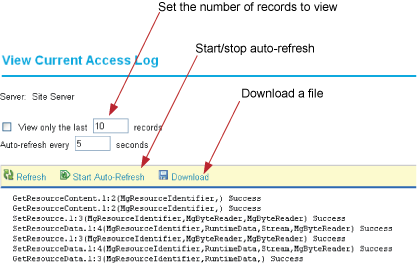 Set the number of records to view
Start/stop auto-refresh
View Current Access Log
Download a file
Server: Site Server
View only the last 10 records
Auto-refresh every 5 seconds
Refresh Start Auto-Refresh Download
GetResourceContent.1:2(MgResourceIdentifier,) Success
GetResourceContent.1:2(MgResourceIdentifier,) Success
SetResource.1:3(MgResourceIdentifier,MgByteReader,MgByteReader) Success
SetResourceData.1:4(MgResourceIdentifier,RuntimeData,Stream,MgByteReader) Success
SetResourceData.1:4(MgResourceIdentifier,RuntimeData,Stream,MgByteReader) Success
SetResourceData.1:4(MgResourceIdentifier,RuntimeData,Stream,MgByteReader) Success
GetResourceData.1:3(MgResourceIdentifier,RuntimeData,) Success